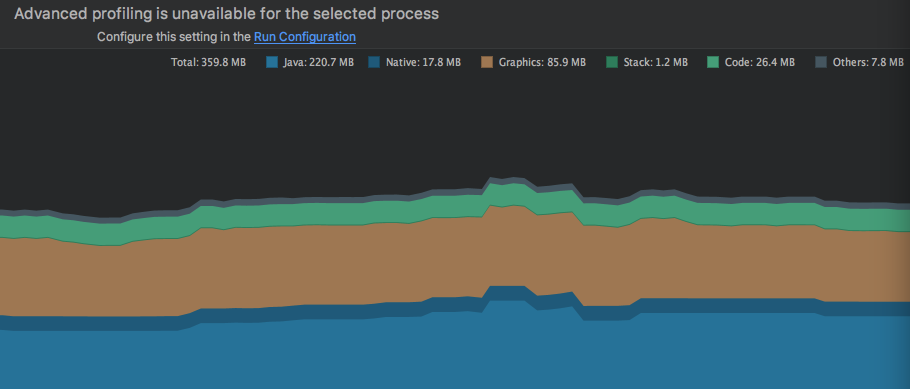 Advanced profiling is unavailable for the selected process
Configure this setting in the Run Configuration
Total: 359.8 MB Java: 220.7 MB Native: 17.8 MB Graphics: 85.9 MB Stack: 1.2 MB Code: 26.4 MB Others: 7.8 MB